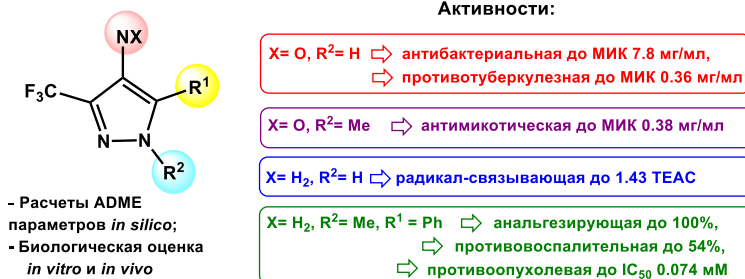 Активности:
NX
F₃C
R¹
N
N
R²
– Расчеты ADME
параметров in silico;
- Биологическая оценка
in vitro и in vivo
X= O, R²= H ⇨ антибактериальная до МИК 7.8 мг/мл,
⇨ противотуберкулезная до МИК 0.36 мг/мл
X= O, R²= Me ⇨ антимикотическая до МИК 0.38 мг/мл
X= H₂, R²= H ⇨ радикал-связывающая до 1.43 TEAC
X= H₂, R²= Me, R¹ = Ph ⇨ анальгезирующая до 100%,
⇨ противовоспалительная до 54%,
⇨ противоопухолевая до IC₅₀ 0.074 мМ